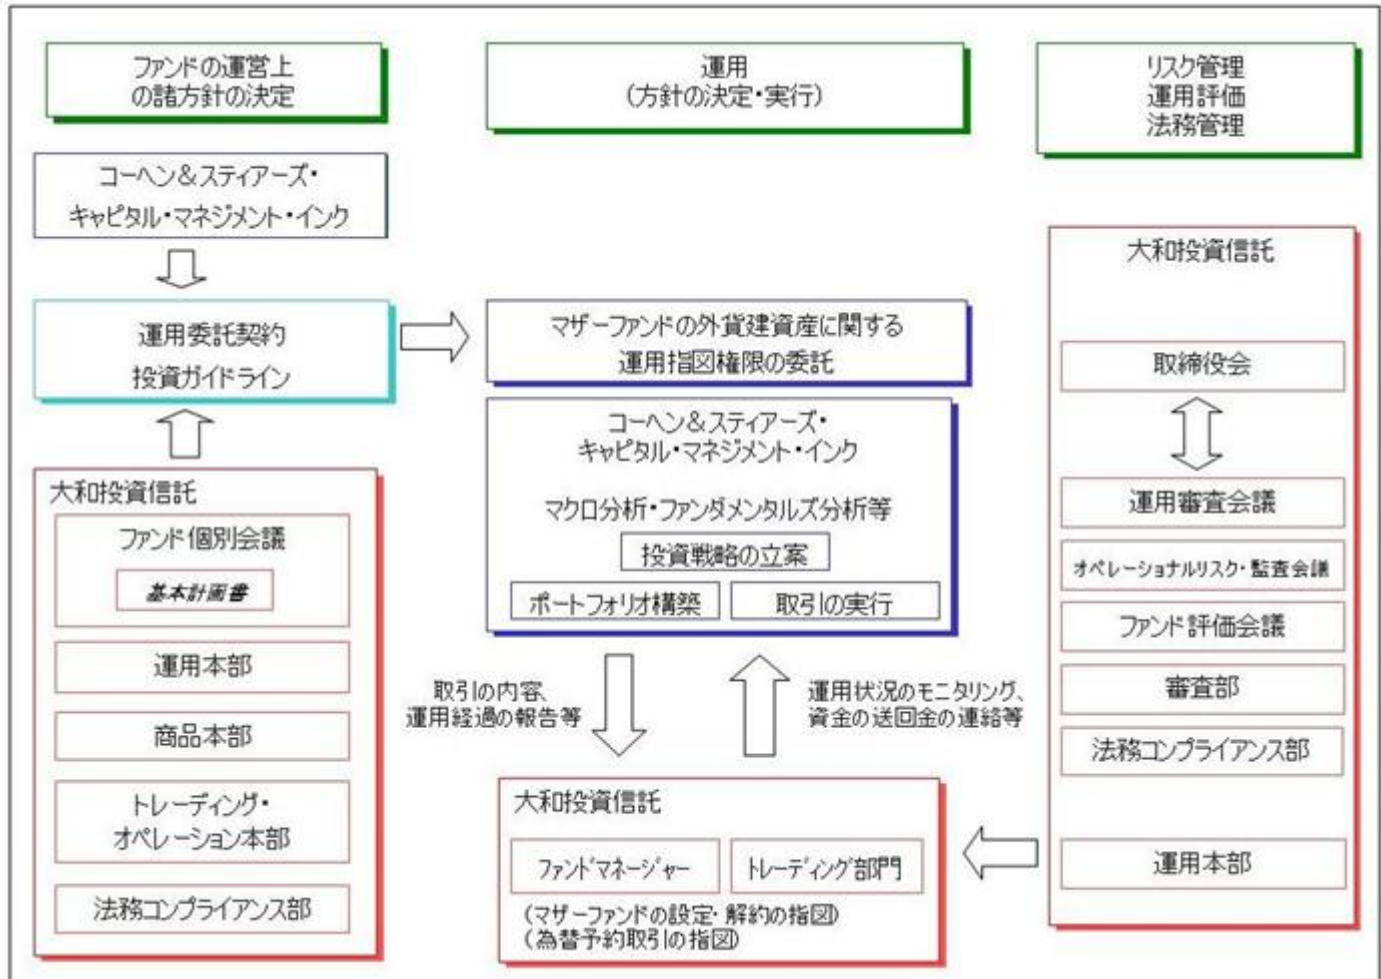 ファンドの運営上
の諸方針の決定
運用
(方針の決定・実行)
リスク管理
運用評価
法務管理
コーヘン&スティアーズ・
キャピタル・マネジメント・インク
運用委託契約
投資ガイドライン
マザーファンドの外貨建資産に関する
運用指図権限の委託
コーヘン&スティアーズ・
キャピタル・マネジメント・インク
マクロ分析・ファンダメンタルズ分析等
投資戦略の立案
ポートフォリオ構築
取引の実行
大和投資信託
ファンド個別会議
基本計画書
運用本部
商品本部
トレーディング・
オペレーション本部
法務コンプライアンス部
取引の内容、
運用経過の報告等
運用状況のモニタリング、
資金の送回金の連絡等
大和投資信託
ファンドマネージャー
トレーディング部門
(マザーファンドの設定・解約の指図)
(為替予約取引の指図)
大和投資信託
取締役会
運用審査会議
オペレーショナルリスク・監査会議
ファンド評価会議
審査部
法務コンプライアンス部
運用本部